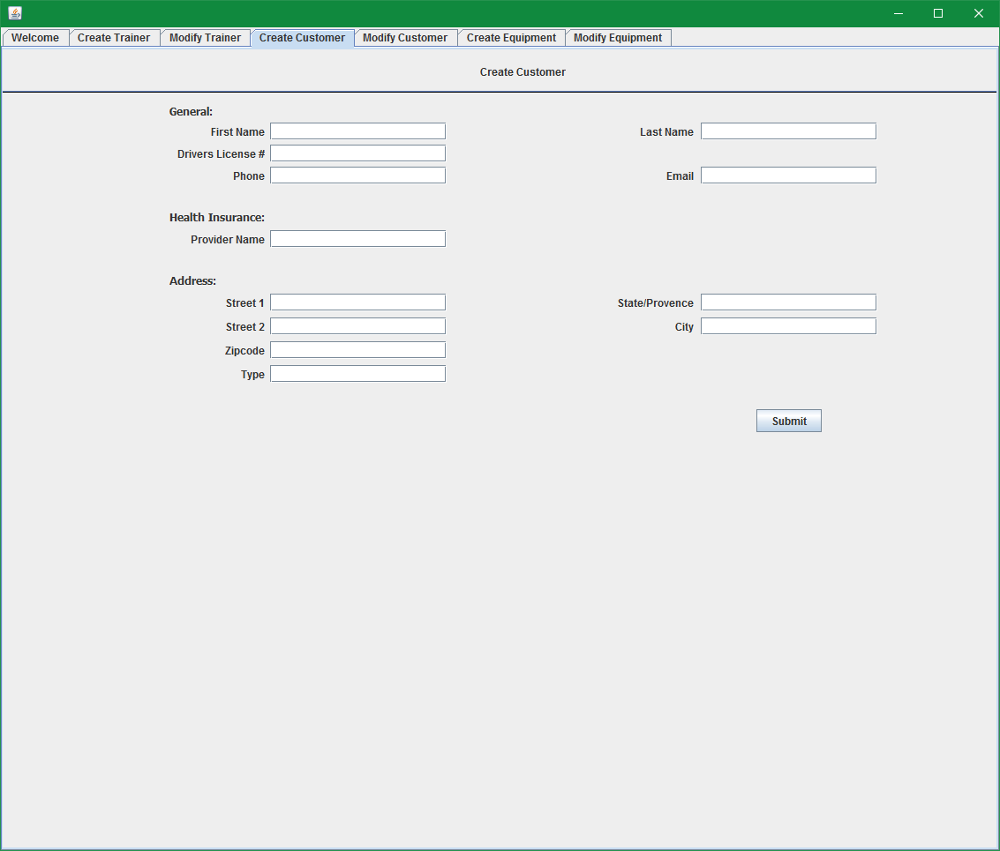 Welcome Create Trainer Modify Trainer Create Customer Modify Customer Create Equipment Modify Equipment
Create Customer
General:
First Name Last Name
Drivers License #
Phone Email
Health Insurance:
Provider Name
Address:
Street 1 State/Provence
Street 2 City
Zipcode
Type
Submit